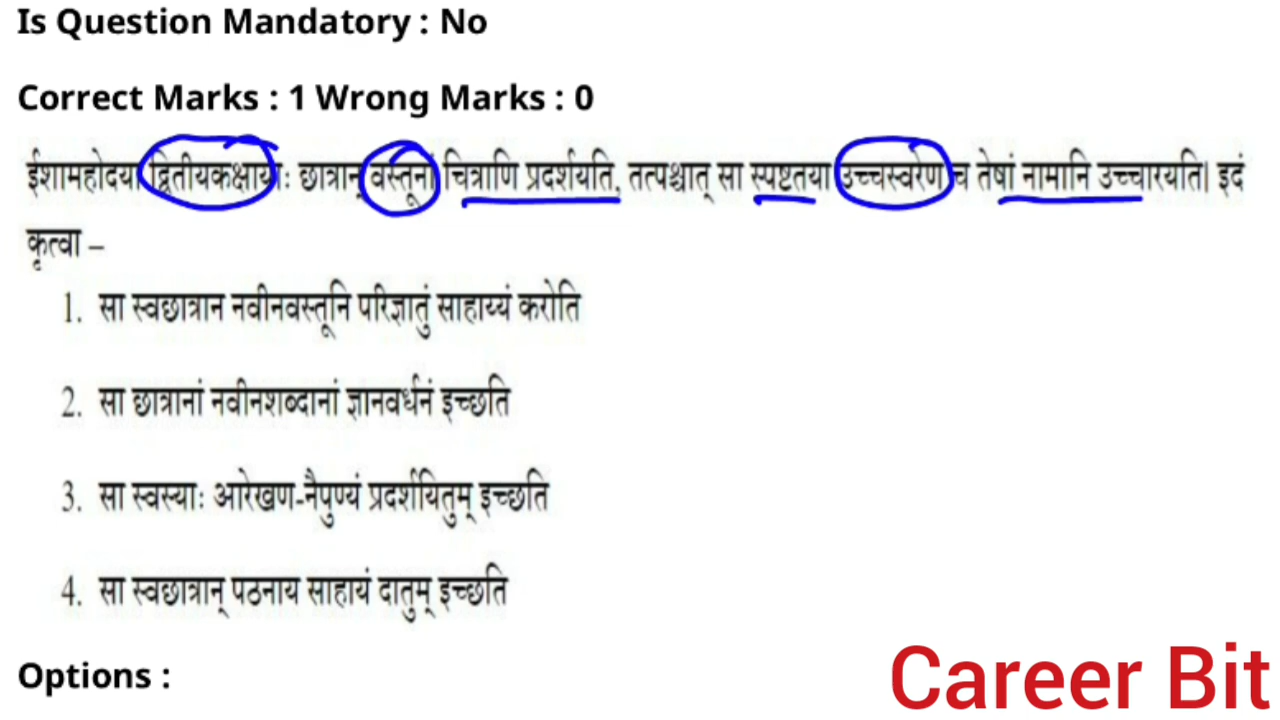 Is Question Mandatory : No
Correct Marks : 1 Wrong Marks : 0
ईशामहोदया द्वितीयकक्षायाः छात्रान् वस्तूनां चित्राणि प्रदर्शयति, तत्पश्चात् सा स्पष्टतया उच्चस्वरेण च तेषां नामानि उच्चारयति। इदं
कृत्वा –
1. सा स्वछात्रान नवीनवस्तूनि परिज्ञातुं साहाय्यं करोति
2. सा छात्रानां नवीनशब्दानां ज्ञानवर्धनं इच्छति
3. सा स्वस्याः आरेखण-नैपुण्यं प्रदर्शयितुम् इच्छति
4. सा स्वछात्रान् पठनाय साहायं दातुम् इच्छति
Options :
Career Bit